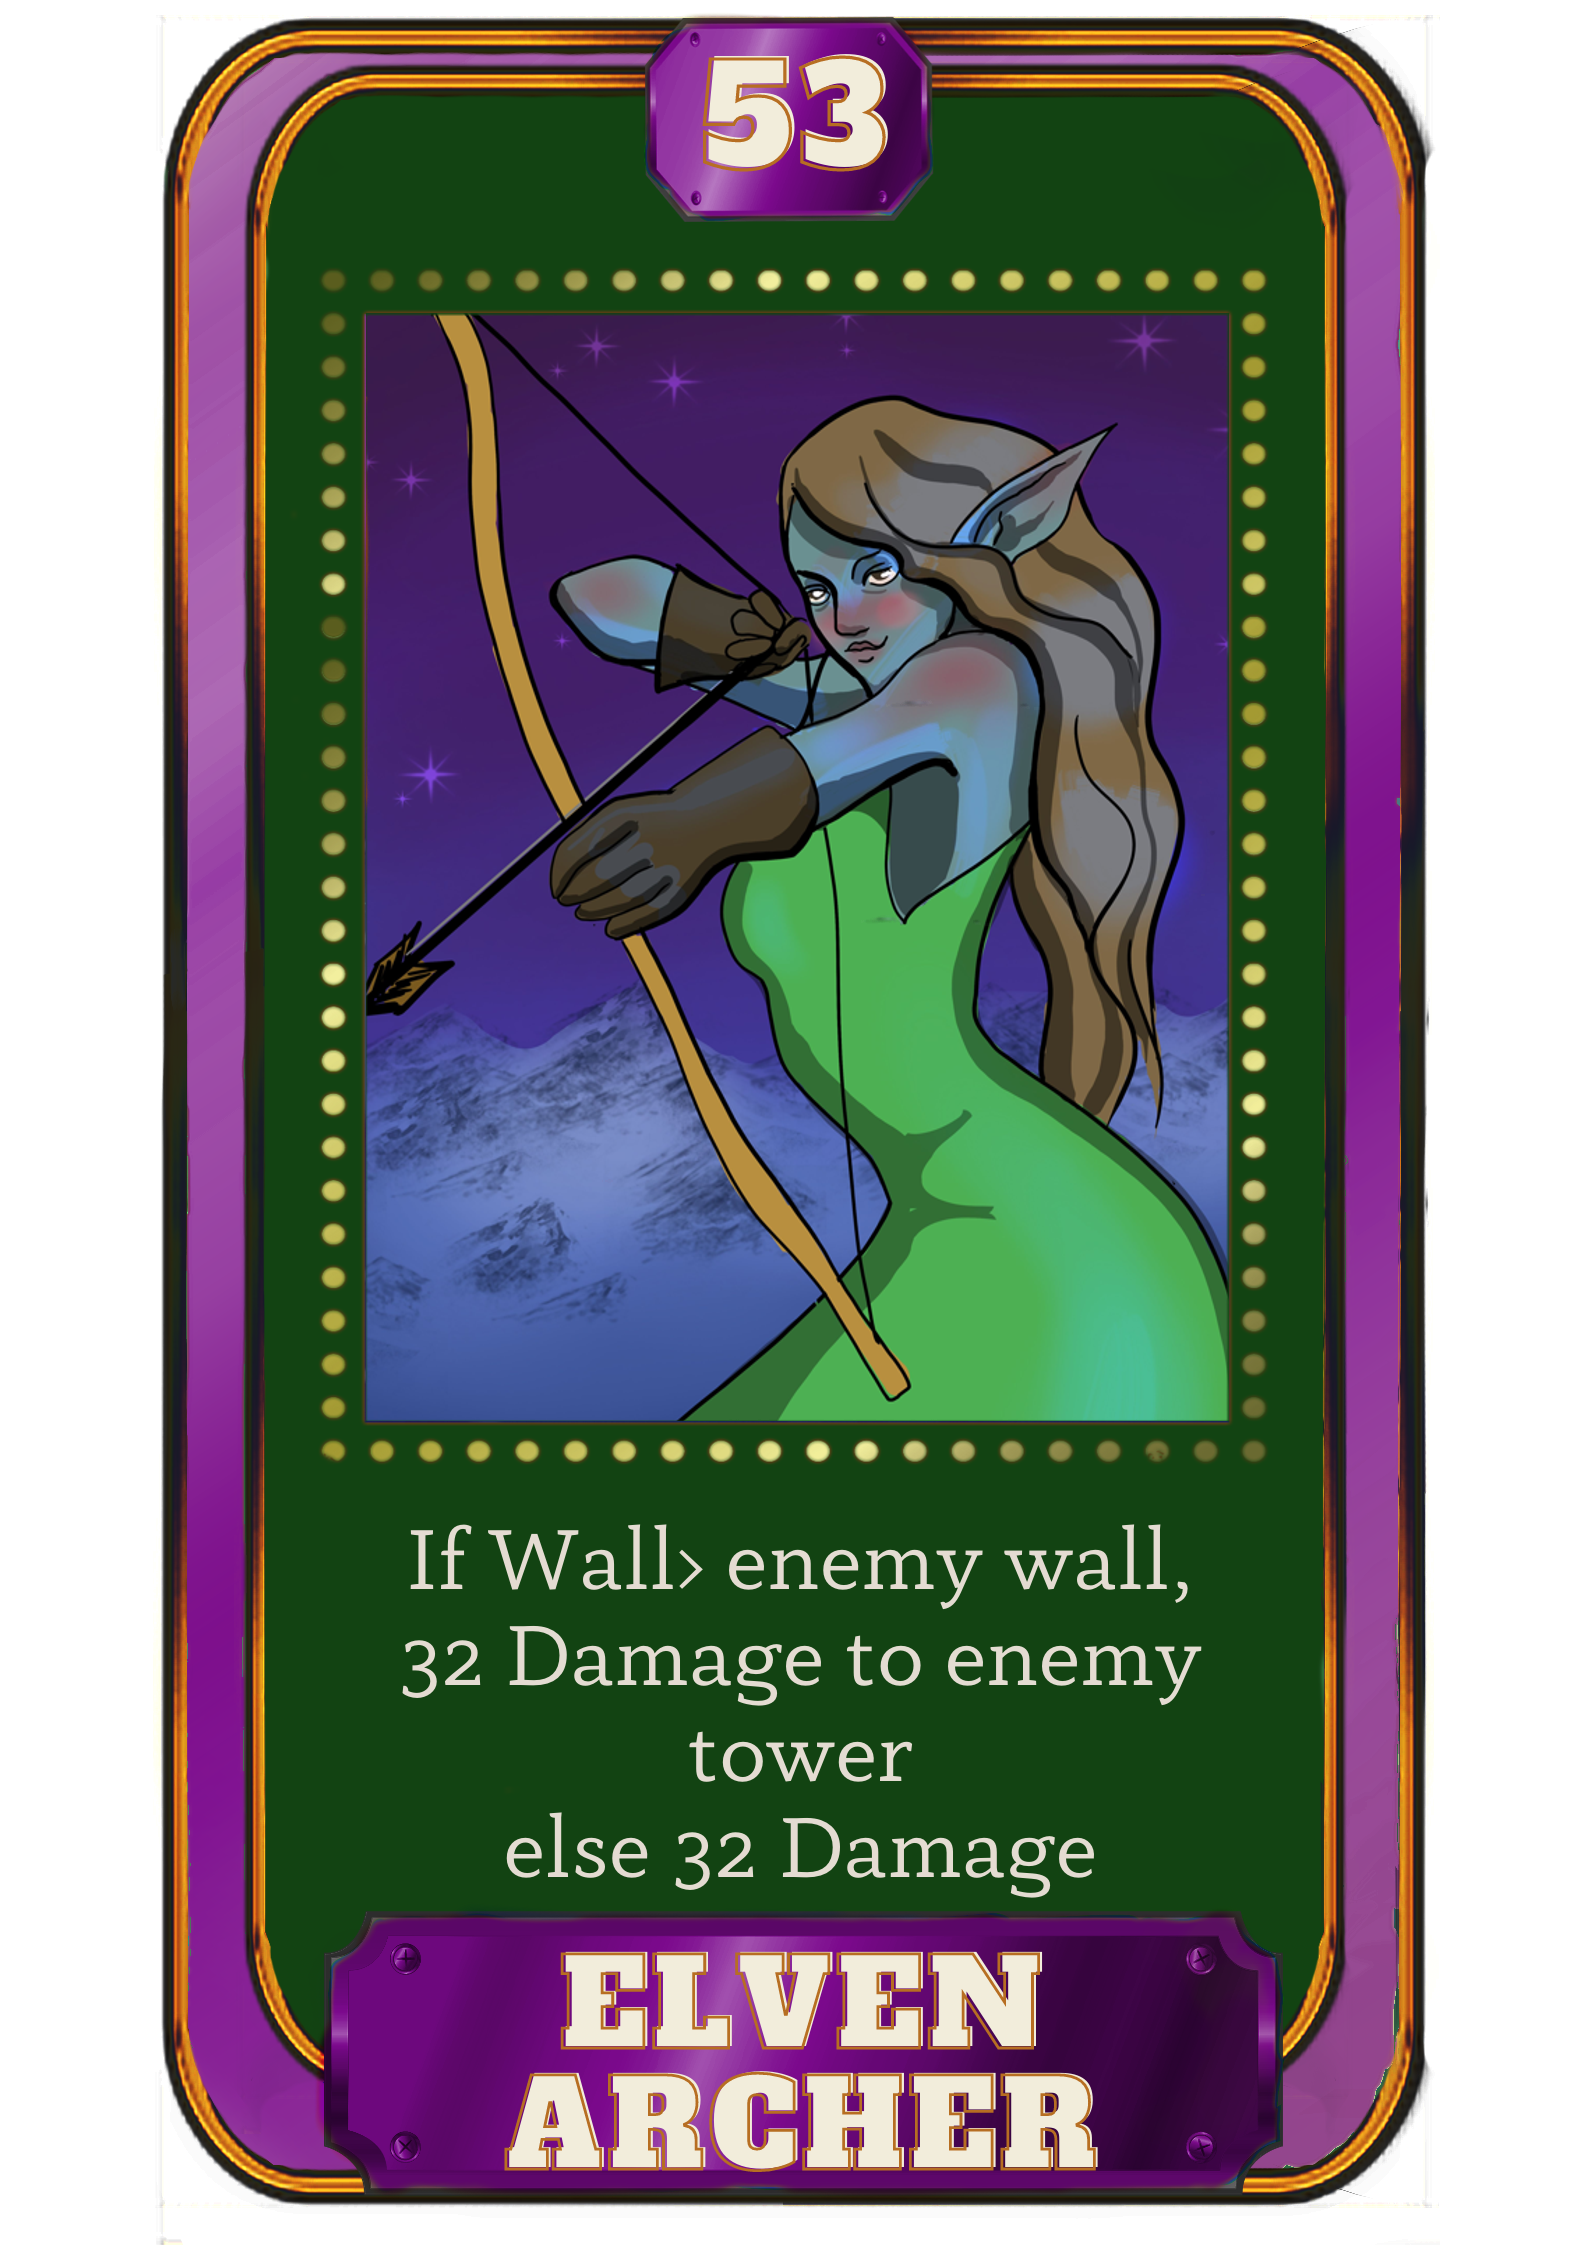 53
If Wall> enemy wall,
32 Damage to enemy
tower
else 32 Damage
ELVEN
ARCHER